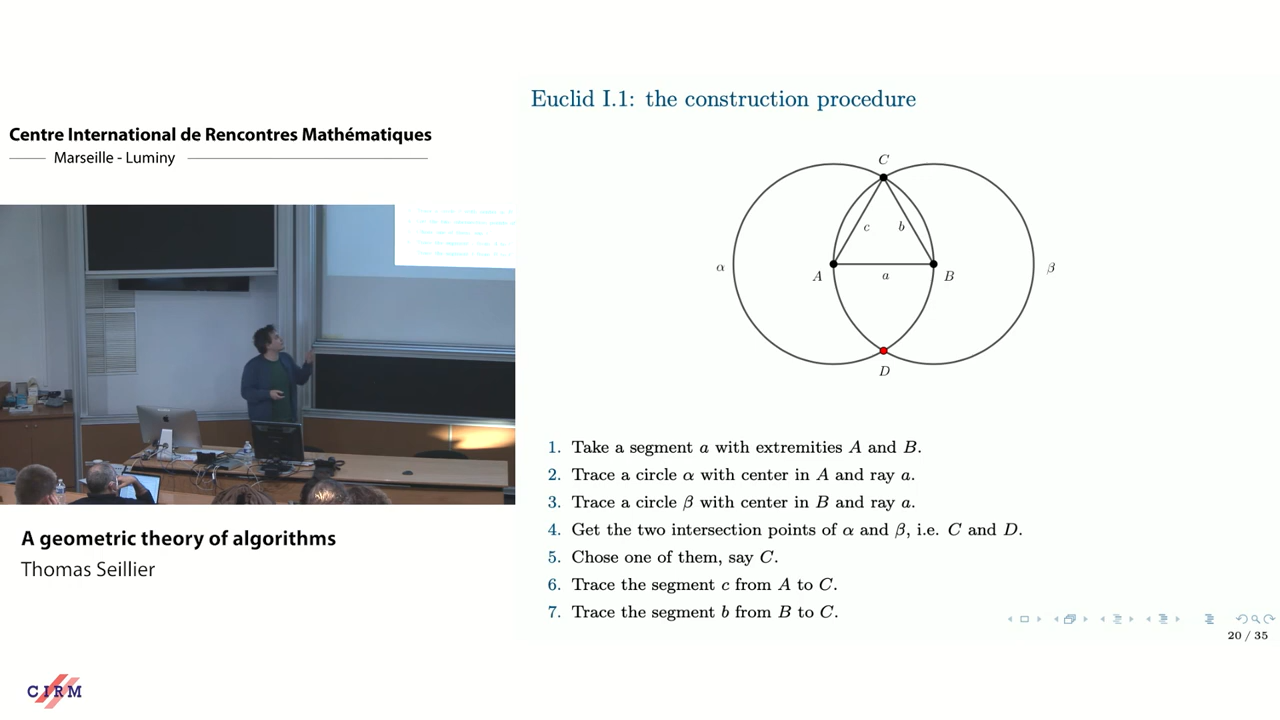 Centre International de Rencontres Mathématiques
Marseille - Luminy
A geometric theory of algorithms
Thomas Seillier
CIRM
Euclid I.1: the construction procedure
C
c b
α A a B β
D
1. Take a segment a with extremities A and B.
2. Trace a circle α with center in A and ray a.
3. Trace a circle β with center in B and ray a.
4. Get the two intersection points of α and β, i.e. C and D.
5. Chose one of them, say C.
6. Trace the segment c from A to C.
7. Trace the segment b from B to C.
20 / 35